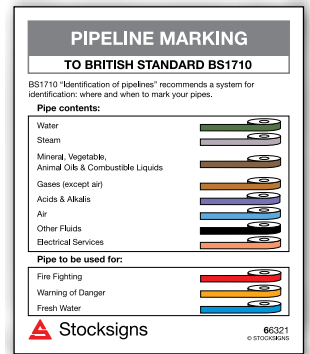 PIPELINE MARKING
TO BRITISH STANDARD BS1710
BS1710 "Identification of pipelines" recommends a system for
identification: where and when to mark your pipes.
Pipe contents:
Water
Steam
Mineral, Vegetable,
Animal Oils & Combustible Liquids
Gases (except air)
Acids & Alkalis
Air
Other Fluids
Electrical Services
Pipe to be used for:
Fire Fighting
Warning of Danger
Fresh Water
Stocksigns
66321
© STOCKSIGNS